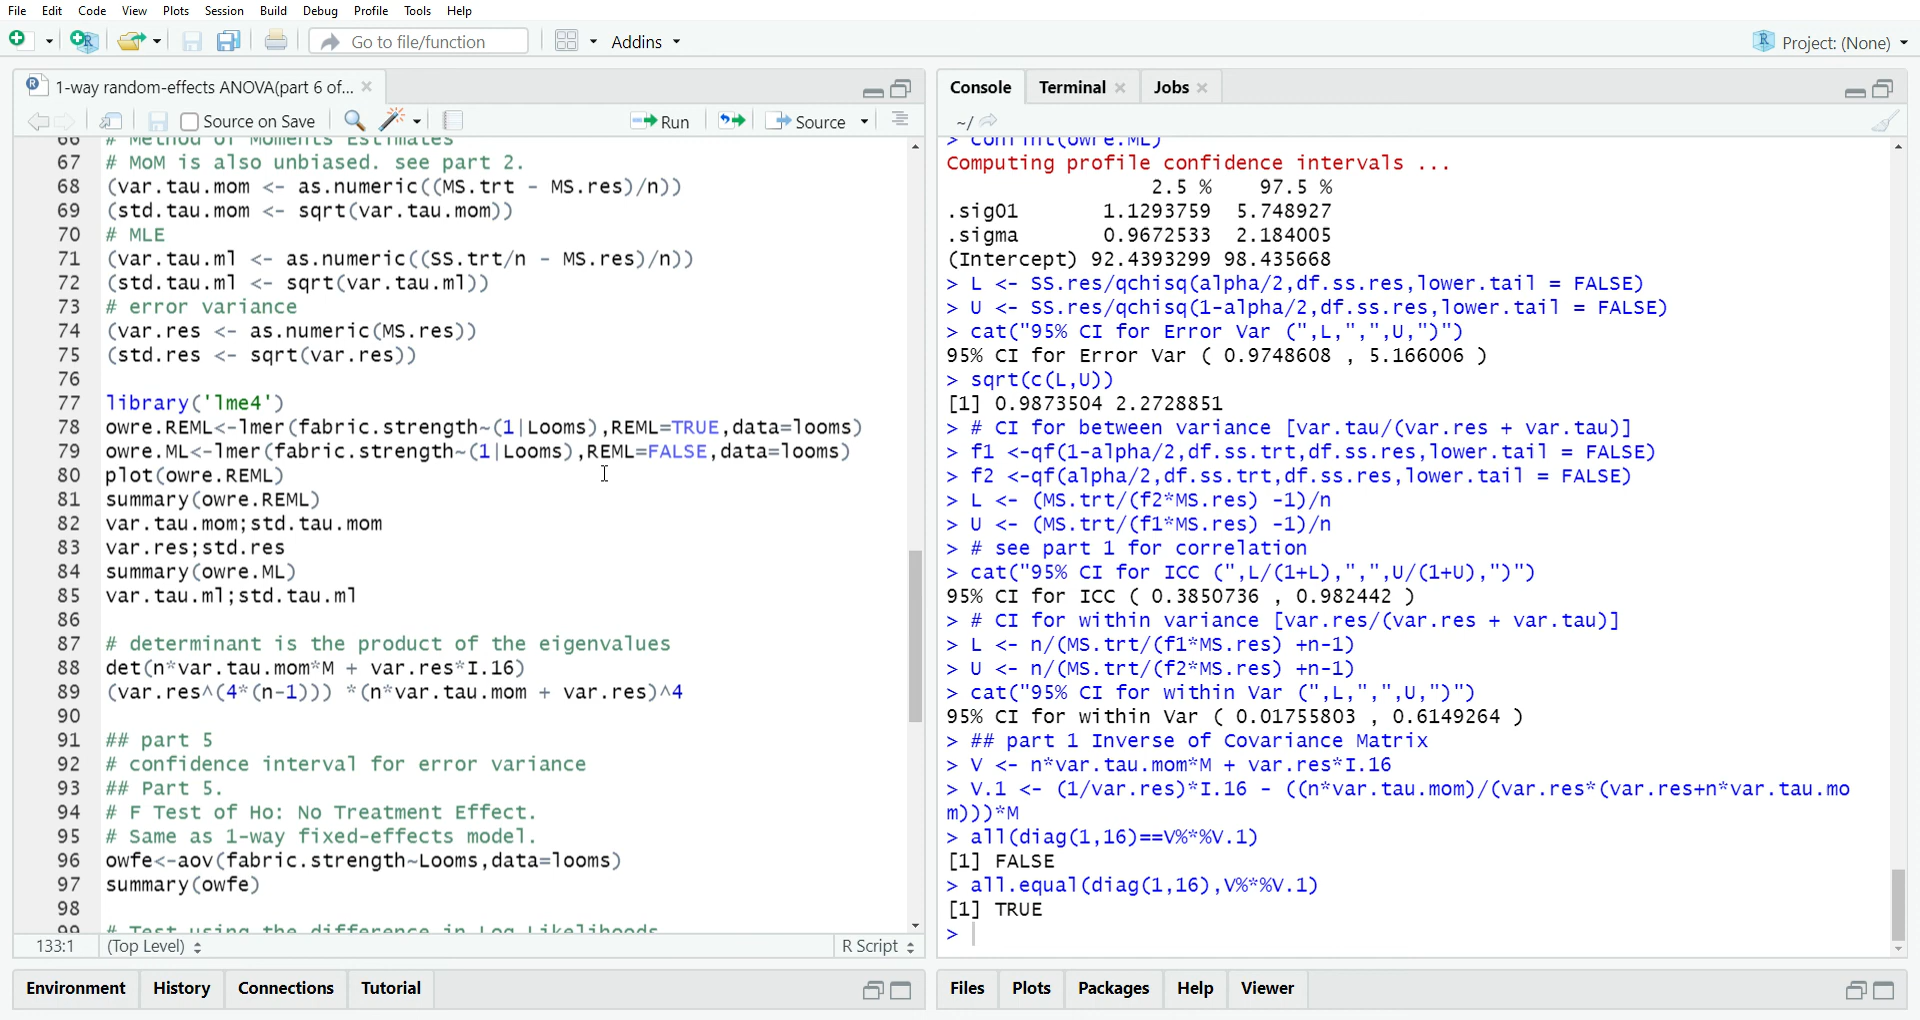 File Edit Code View Plots Session Build Debug Profile Tools Help
Go to file/function Addins Project: (None)
1-way random-effects ANOVA(part 6 of...
Source on Save Run Source
66 # Method of Moments Estimates
67 # MoM is also unbiased. see part 2.
68 (var.tau.mom <- as.numeric((MS.trt - MS.res)/n))
69 (std.tau.mom <- sqrt(var.tau.mom))
70 # MLE
71 (var.tau.ml <- as.numeric((SS.trt/n - MS.res)/n))
72 (std.tau.ml <- sqrt(var.tau.ml))
73 # error variance
74 (var.res <- as.numeric(MS.res))
75 (std.res <- sqrt(var.res))
76
77 library('lme4')
78 owre.REML<-lmer(fabric.strength~(1|Looms),REML=TRUE,data=looms)
79 owre.ML<-lmer(fabric.strength~(1|Looms),REML=FALSE,data=looms)
80 plot(owre.REML)
81 summary(owre.REML)
82 var.tau.mom;std.tau.mom
83 var.res;std.res
84 summary(owre.ML)
85 var.tau.ml;std.tau.ml
86
87 # determinant is the product of the eigenvalues
88 det(n*var.tau.mom*M + var.res*I.16)
89 (var.res^(4*(n-1))) *(n*var.tau.mom + var.res)^4
90
91 ## part 5
92 # confidence interval for error variance
93 ## Part 5.
94 # F Test of Ho: No Treatment Effect.
95 # Same as 1-way fixed-effects model.
96 owfe<-aov(fabric.strength~Looms,data=looms)
97 summary(owfe)
98
99 # Test using the difference in Log Likelihoods
133:1 (Top Level) R Script
Environment History Connections Tutorial
Console Terminal Jobs
~/
> confint(owre.ML)
Computing profile confidence intervals ...
2.5 % 97.5 %
.sig01 1.1293759 5.748927
.sigma 0.9672533 2.184005
(Intercept) 92.4393299 98.435668
> L <- SS.res/qchisq(alpha/2,df.ss.res,lower.tail = FALSE)
> U <- SS.res/qchisq(1-alpha/2,df.ss.res,lower.tail = FALSE)
> cat("95% CI for Error Var (",L,",",U,")")
95% CI for Error Var ( 0.9748608 , 5.166006 )
> sqrt(c(L,U))
[1] 0.9873504 2.2728851
> # CI for between variance [var.tau/(var.res + var.tau)]
> f1 <-qf(1-alpha/2,df.ss.trt,df.ss.res,lower.tail = FALSE)
> f2 <-qf(alpha/2,df.ss.trt,df.ss.res,lower.tail = FALSE)
> L <- (MS.trt/(f2*MS.res) -1)/n
> U <- (MS.trt/(f1*MS.res) -1)/n
> # see part 1 for correlation
> cat("95% CI for ICC (",L/(1+L),",",U/(1+U),")")
95% CI for ICC ( 0.3850736 , 0.982442 )
> # CI for within variance [var.res/(var.res + var.tau)]
> L <- n/(MS.trt/(f1*MS.res) +n-1)
> U <- n/(MS.trt/(f2*MS.res) +n-1)
> cat("95% CI for within Var (",L,",",U,")")
95% CI for within Var ( 0.01755803 , 0.6149264 )
> ## part 1 Inverse of Covariance Matrix
> V <- n*var.tau.mom*M + var.res*I.16
> V.1 <- (1/var.res)*I.16 - ((n*var.tau.mom)/(var.res*(var.res+n*var.tau.mo
m)))*M
> all(diag(1,16)==V%*%V.1)
[1] FALSE
> all.equal(diag(1,16),V%*%V.1)
[1] TRUE
>
Files Plots Packages Help Viewer